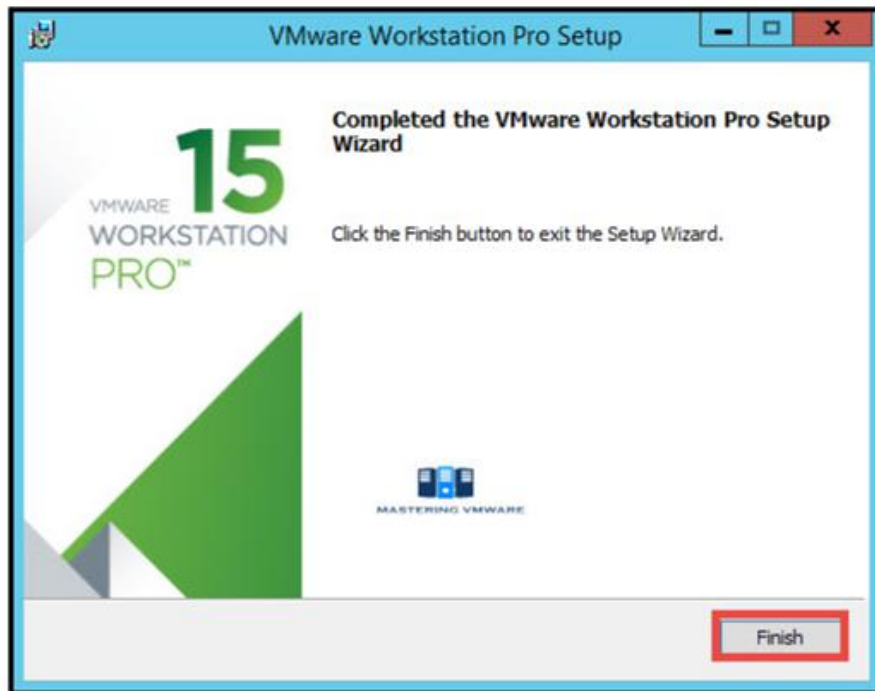 VMware Workstation Pro Setup
Completed the VMware Workstation Pro Setup
Wizard
15
VMWARE
WORKSTATION
PRO™
Click the Finish button to exit the Setup Wizard.
MASTERING VMWARE
Finish